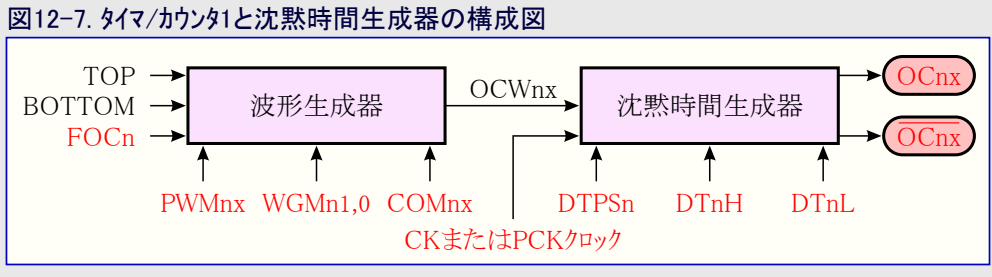 図12-7. ﾀｲﾏ/ｶｳﾝﾀ1と沈黙時間生成器の構成図
TOP
BOTTOM
FOCn
波形生成器
OCWnx
沈黙時間生成器
OCnx
OCnx
PWMnx WGMn1,0 COMnx DTPSn DTnH DTnL
CKまたはPCKｸﾛｯｸ